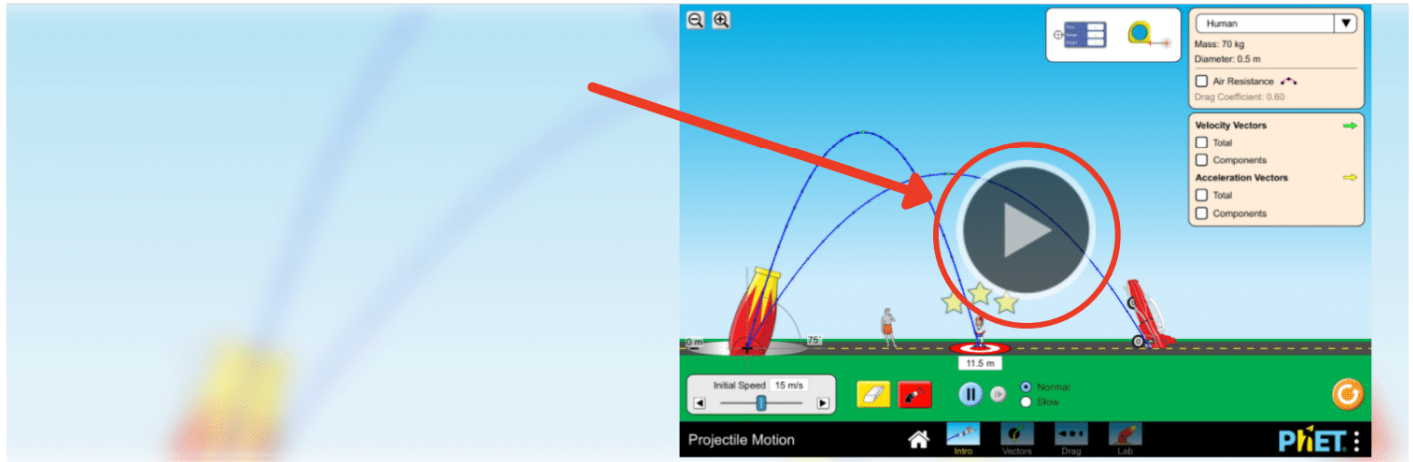 Human
Mass: 70 kg
Diameter: 0.5 m
Air Resistance
Drag Coefficient: 0.60
Velocity Vectors
Total
Components
Acceleration Vectors
Total
Components
0 m
75°
11.5 m
Initial Speed 15 m/s
Normal
Slow
Projectile Motion
Intro
Vectors
Drag
Lab
PhET